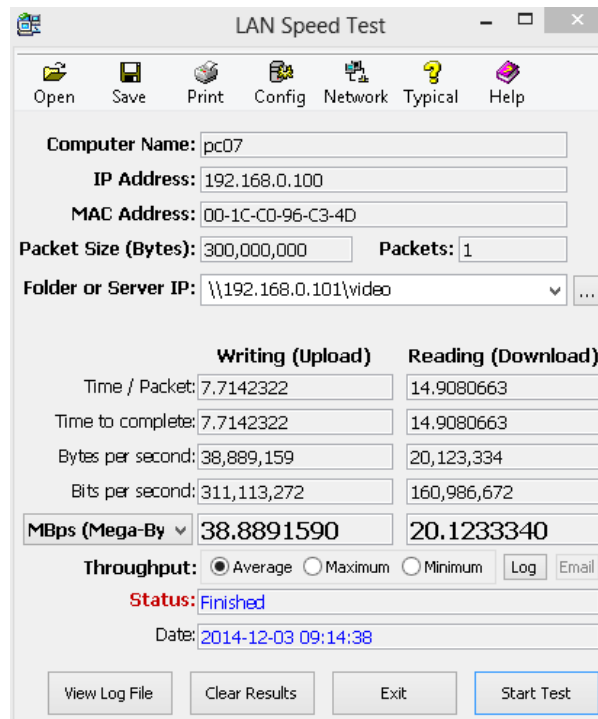 LAN Speed Test
Open Save Print Config Network Typical Help
Computer Name: pc07
IP Address: 192.168.0.100
MAC Address: 00-1C-C0-96-C3-4D
Packet Size (Bytes): 300,000,000 Packets: 1
Folder or Server IP: \\192.168.0.101\video ...
Writing (Upload) Reading (Download)
Time / Packet: 7.7142322 14.9080663
Time to complete: 7.7142322 14.9080663
Bytes per second: 38,889,159 20,123,334
Bits per second: 311,113,272 160,986,672
MBps (Mega-By 38.8891590 20.1233340
Throughput: Average Maximum Minimum Log Email
Status: Finished
Date: 2014-12-03 09:14:38
View Log File Clear Results Exit Start Test